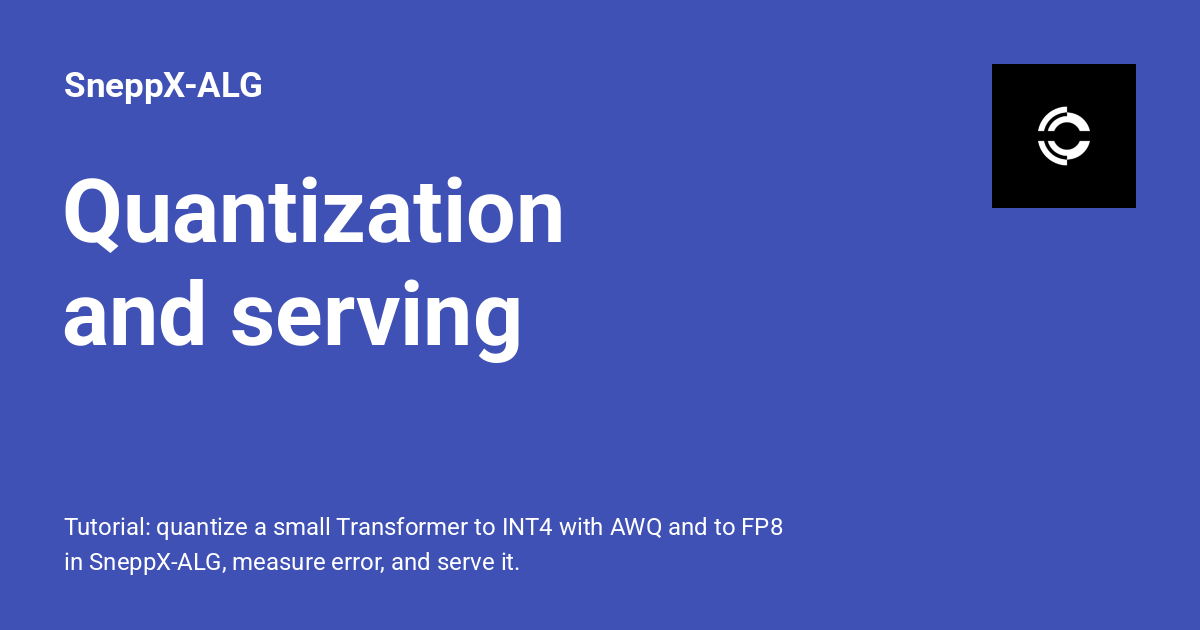 SneppX-ALG
Quantization
and serving
Tutorial: quantize a small Transformer to INT4 with AWQ and to FP8
in SneppX-ALG, measure error, and serve it.